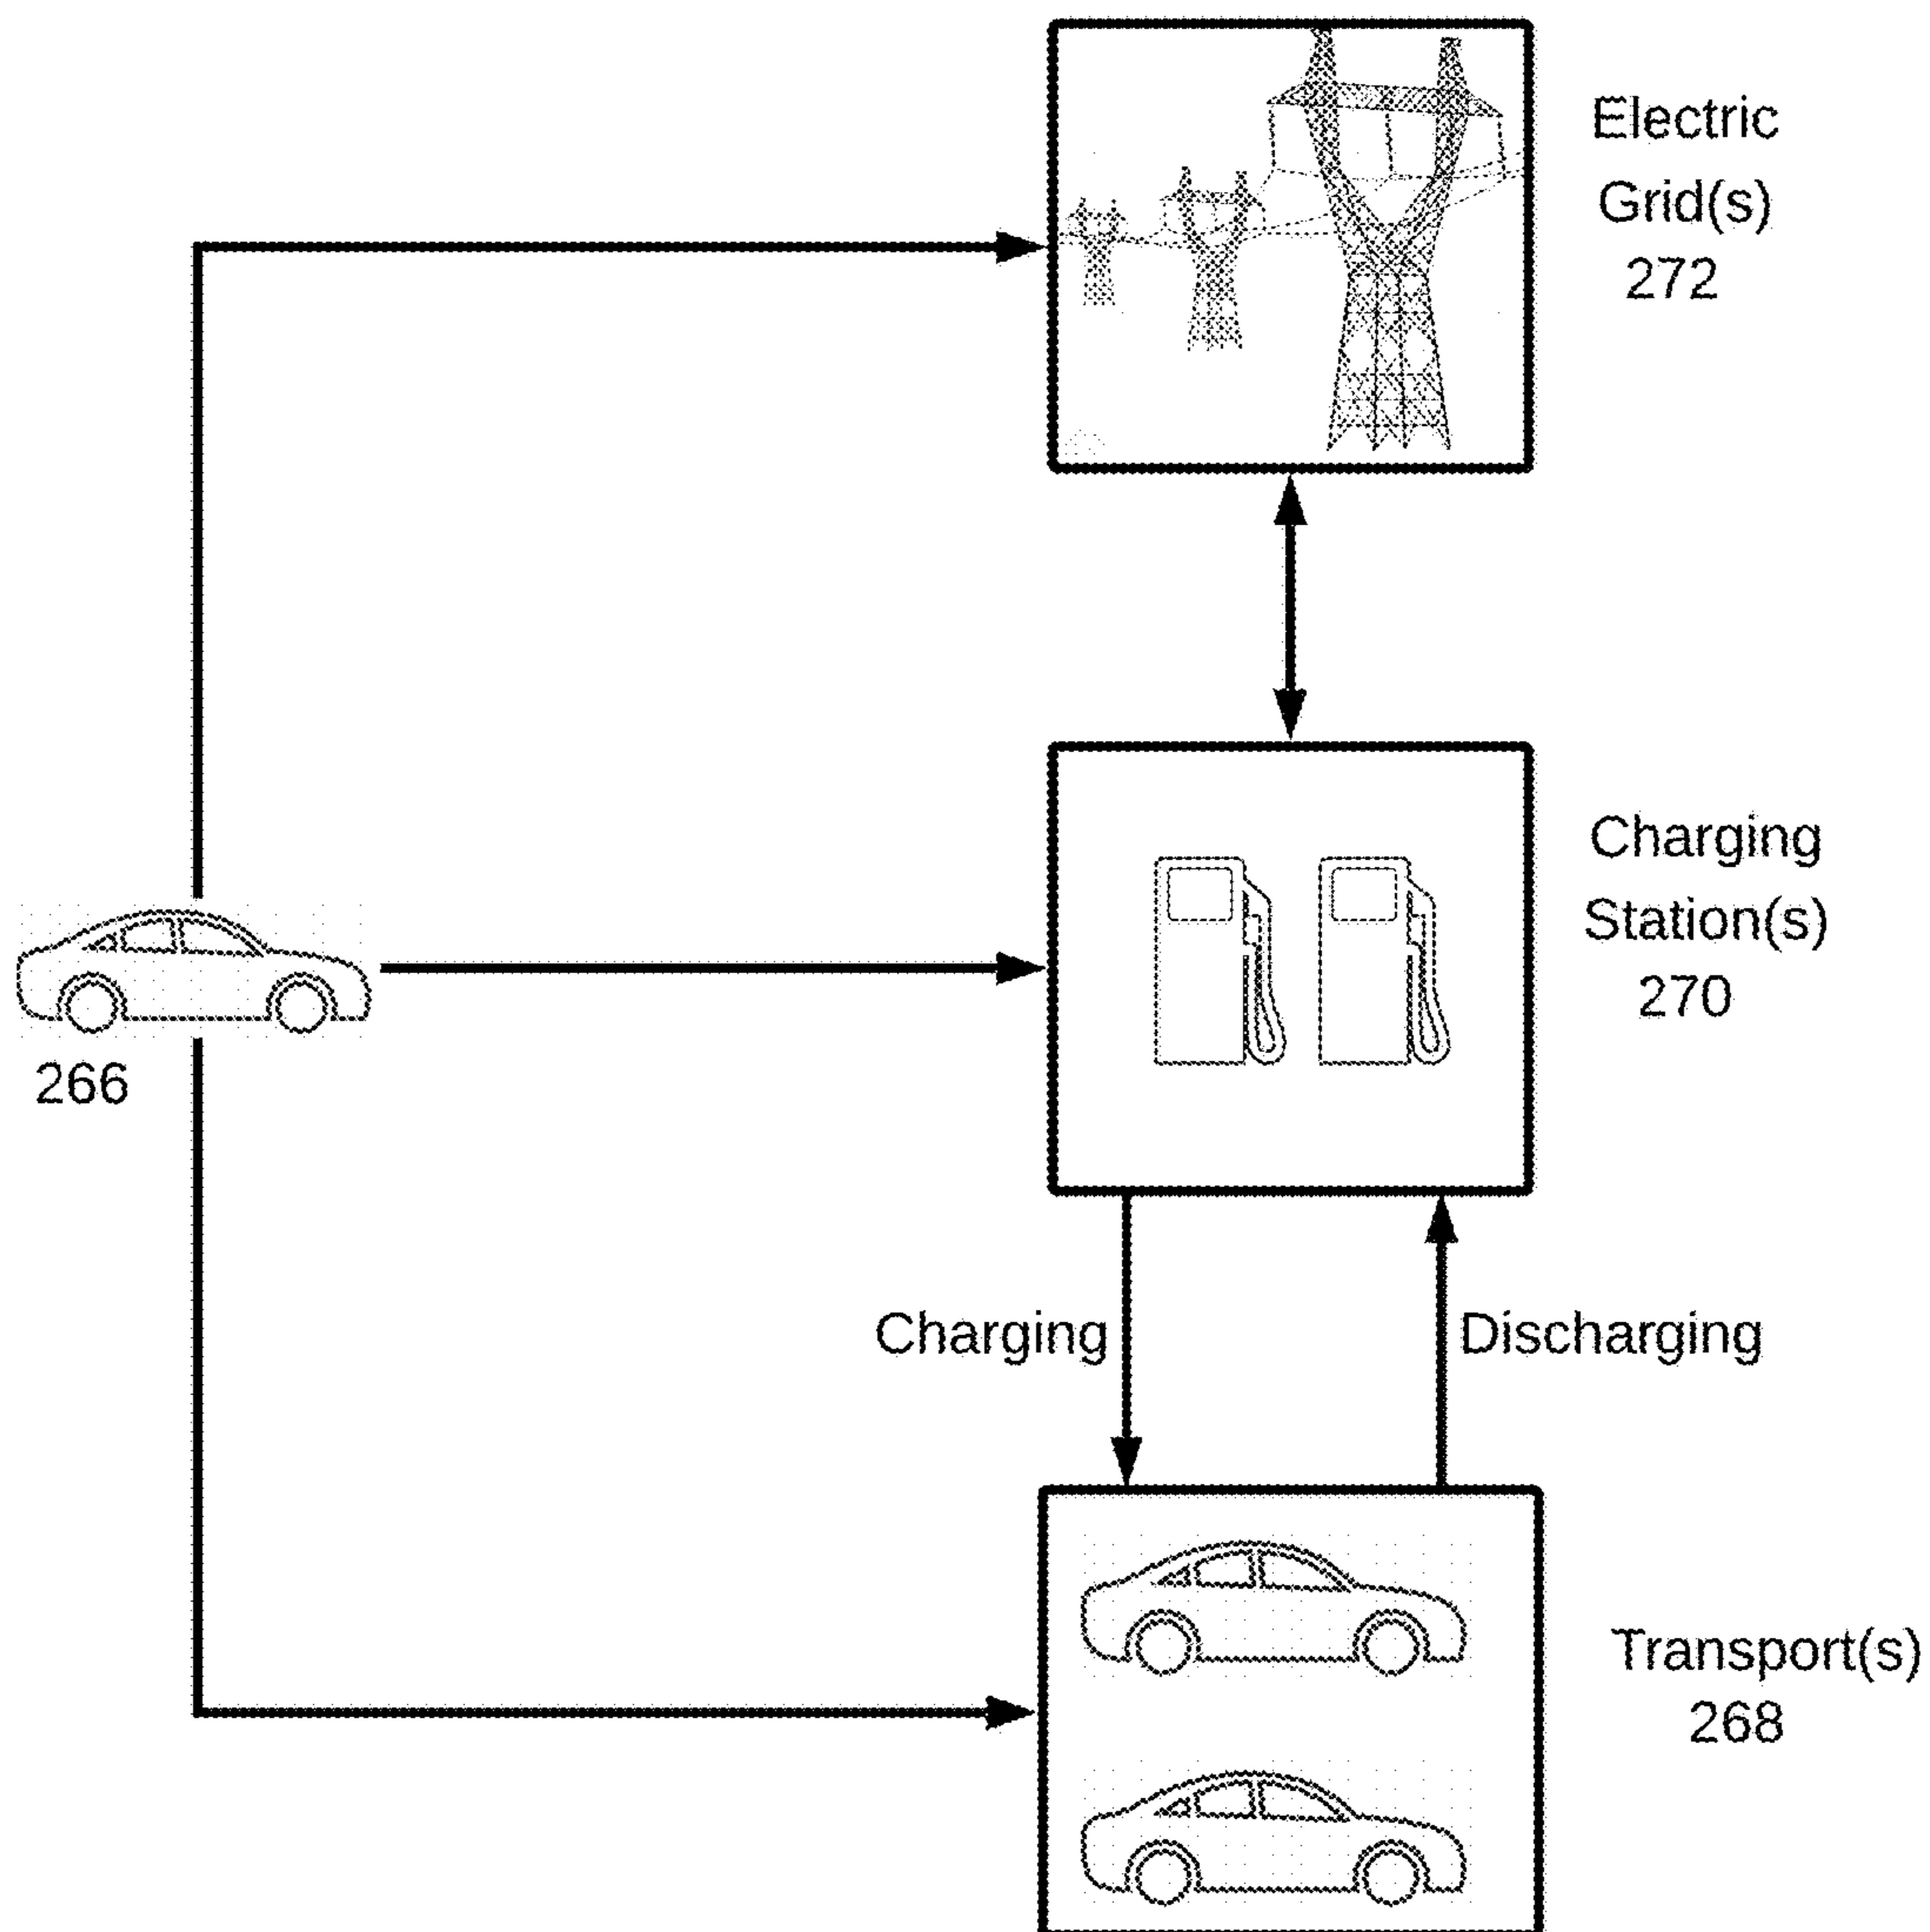 Electric
Grid(s)
272
Charging
Station(s)
270
266
Charging
Discharging
Transport(s)
268